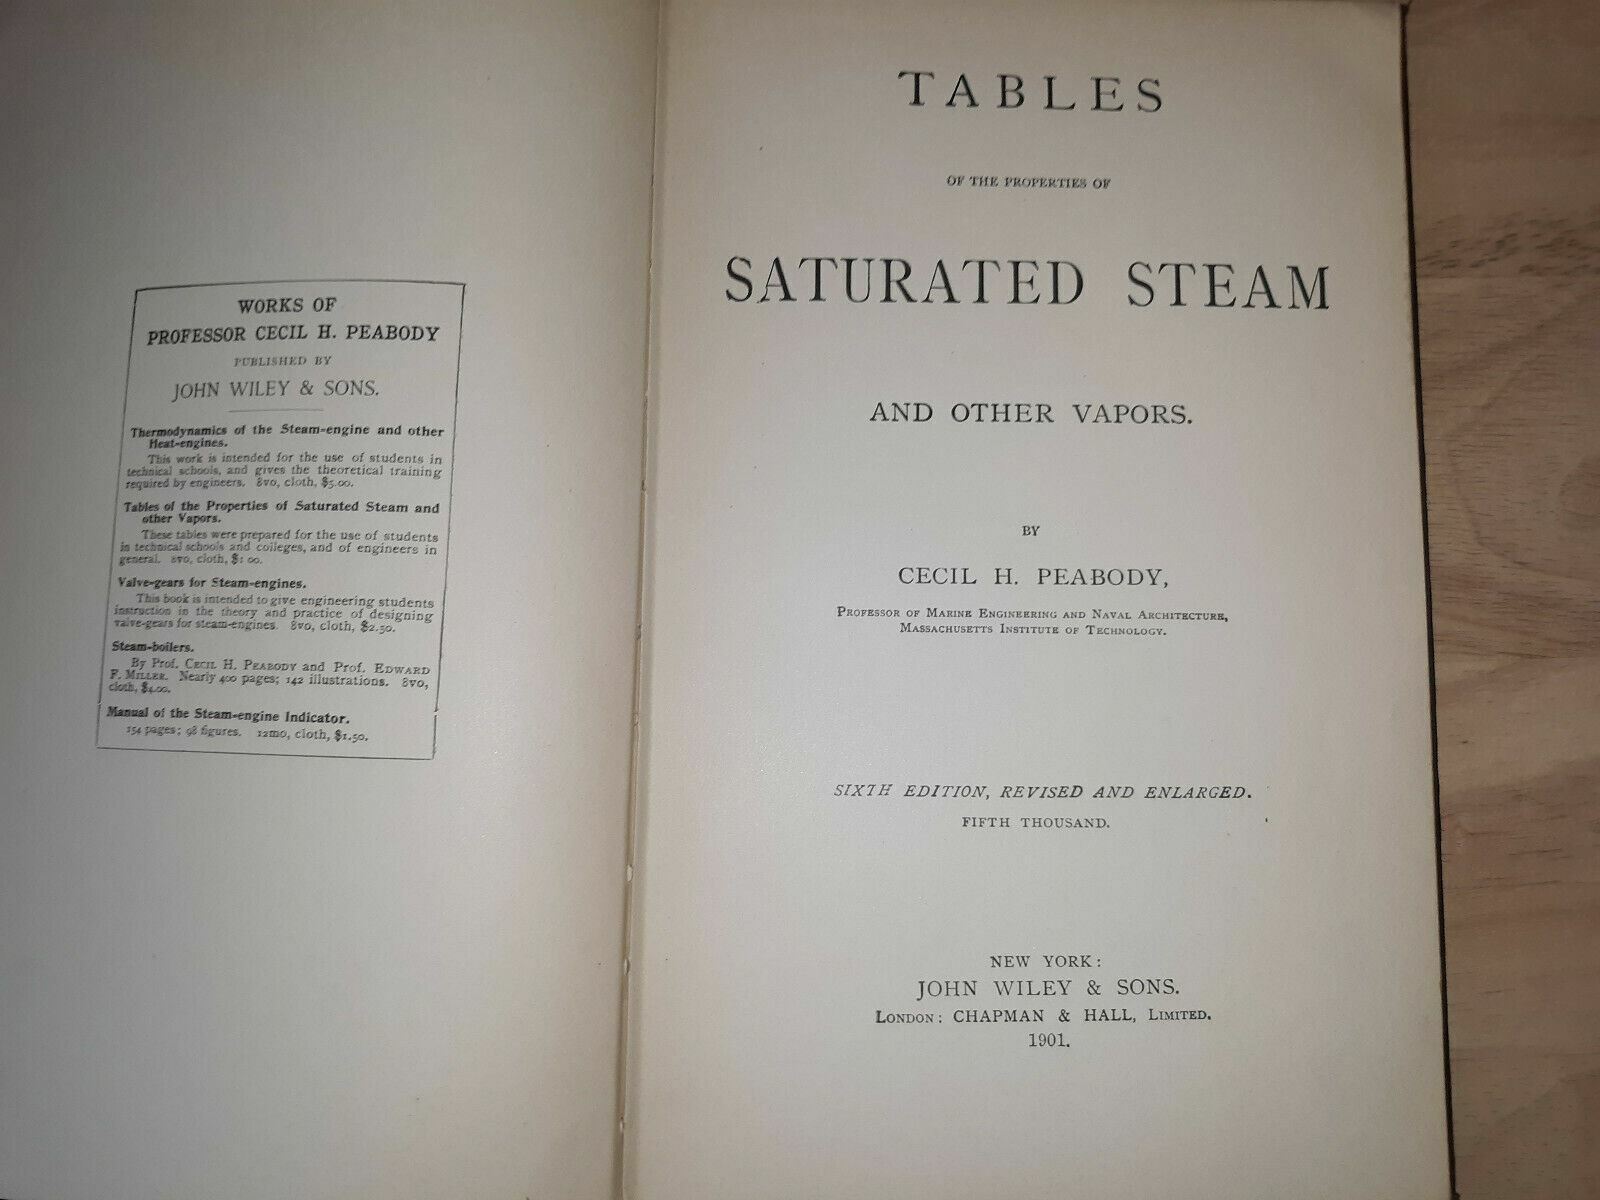 WORKS OF
PROFESSOR CECIL H. PEABODY
PUBLISHED BY
JOHN WILEY & SONS.
Thermodynamics of the Steam-engine and other
Heat-engines.
This work is intended for the use of students in
technical schools, and gives the theoretical training
required by engineers. 8vo, cloth, $5.00.
Tables of the Properties of Saturated Steam and
other Vapors.
These tables were prepared for the use of students
in technical schools and colleges, and of engineers in
general. 8vo, cloth, $1 00.
Valve-gears for Steam-engines.
This book is intended to give engineering students
instruction in the theory and practice of designing
valve-gears for steam-engines. 8vo, cloth, $2.50.
Steam-boilers.
By Prof. CECIL H. PEABODY and Prof. EDWARD
F. MILLER. Nearly 400 pages; 142 illustrations. 8vo,
cloth, $4.00.
Manual of the Steam-engine Indicator.
154 pages; 98 figures. 12mo, cloth, $1.50.
TABLES
OF THE PROPERTIES OF
SATURATED STEAM
AND OTHER VAPORS.
BY
CECIL H. PEABODY,
PROFESSOR OF MARINE ENGINEERING AND NAVAL ARCHITECTURE,
MASSACHUSETTS INSTITUTE OF TECHNOLOGY.
SIXTH EDITION, REVISED AND ENLARGED.
FIFTH THOUSAND.
NEW YORK:
JOHN WILEY & SONS.
LONDON: CHAPMAN & HALL, LIMITED.
1901.